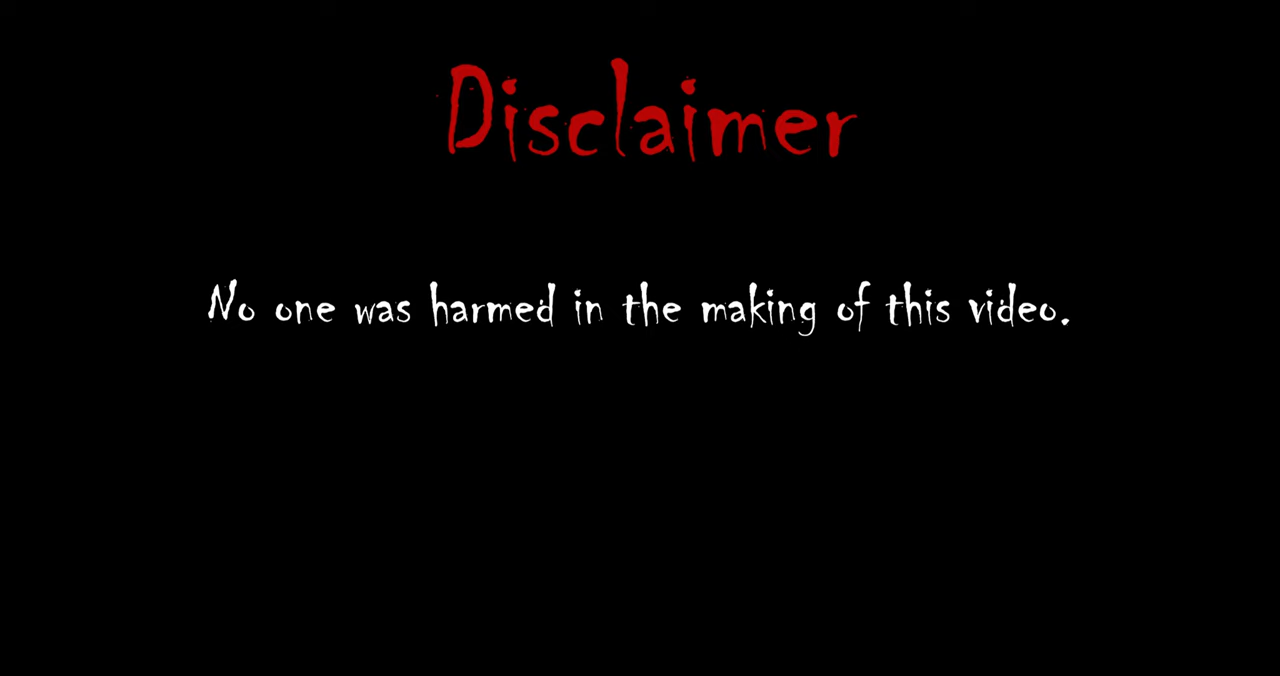 Disclaimer
No one was harmed in the making of this video.